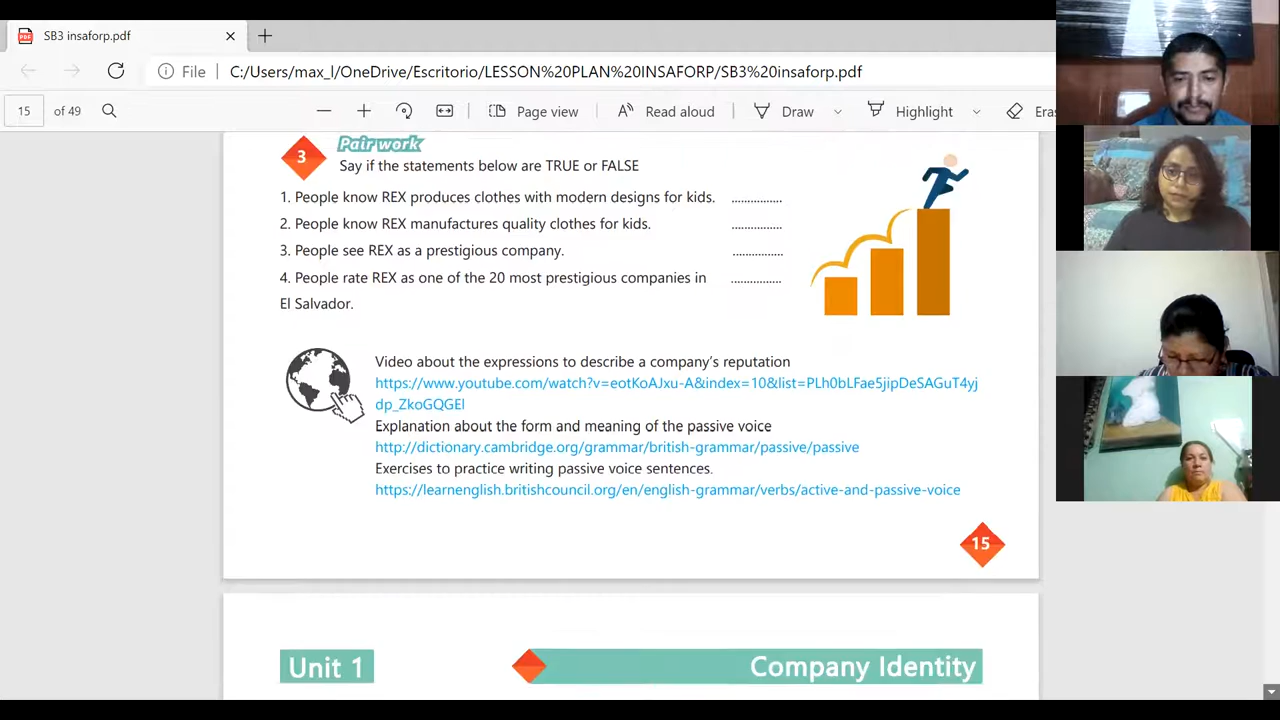 SB3 insaforp.pdf
File
C:/Users/max_l/OneDrive/Escritorio/LESSON%20PLAN%20INSAFORP/SB3%20insaforp.pdf
15 of 49
Page view
Read aloud
Draw
Highlight
Eras
3
Pair work
Say if the statements below are TRUE or FALSE
1. People know REX produces clothes with modern designs for kids. ................
2. People know REX manufactures quality clothes for kids. ................
3. People see REX as a prestigious company. ................
4. People rate REX as one of the 20 most prestigious companies in ................
El Salvador.
Video about the expressions to describe a company's reputation
https://www.youtube.com/watch?v=eotKoAJxu-A&index=10&list=PLh0bLFae5jipDeSAGuT4yj
dp_ZkoGQGEl
Explanation about the form and meaning of the passive voice
http://dictionary.cambridge.org/grammar/british-grammar/passive/passive
Exercises to practice writing passive voice sentences.
https://learnenglish.britishcouncil.org/en/english-grammar/verbs/active-and-passive-voice
15
Unit 1
Company Identity